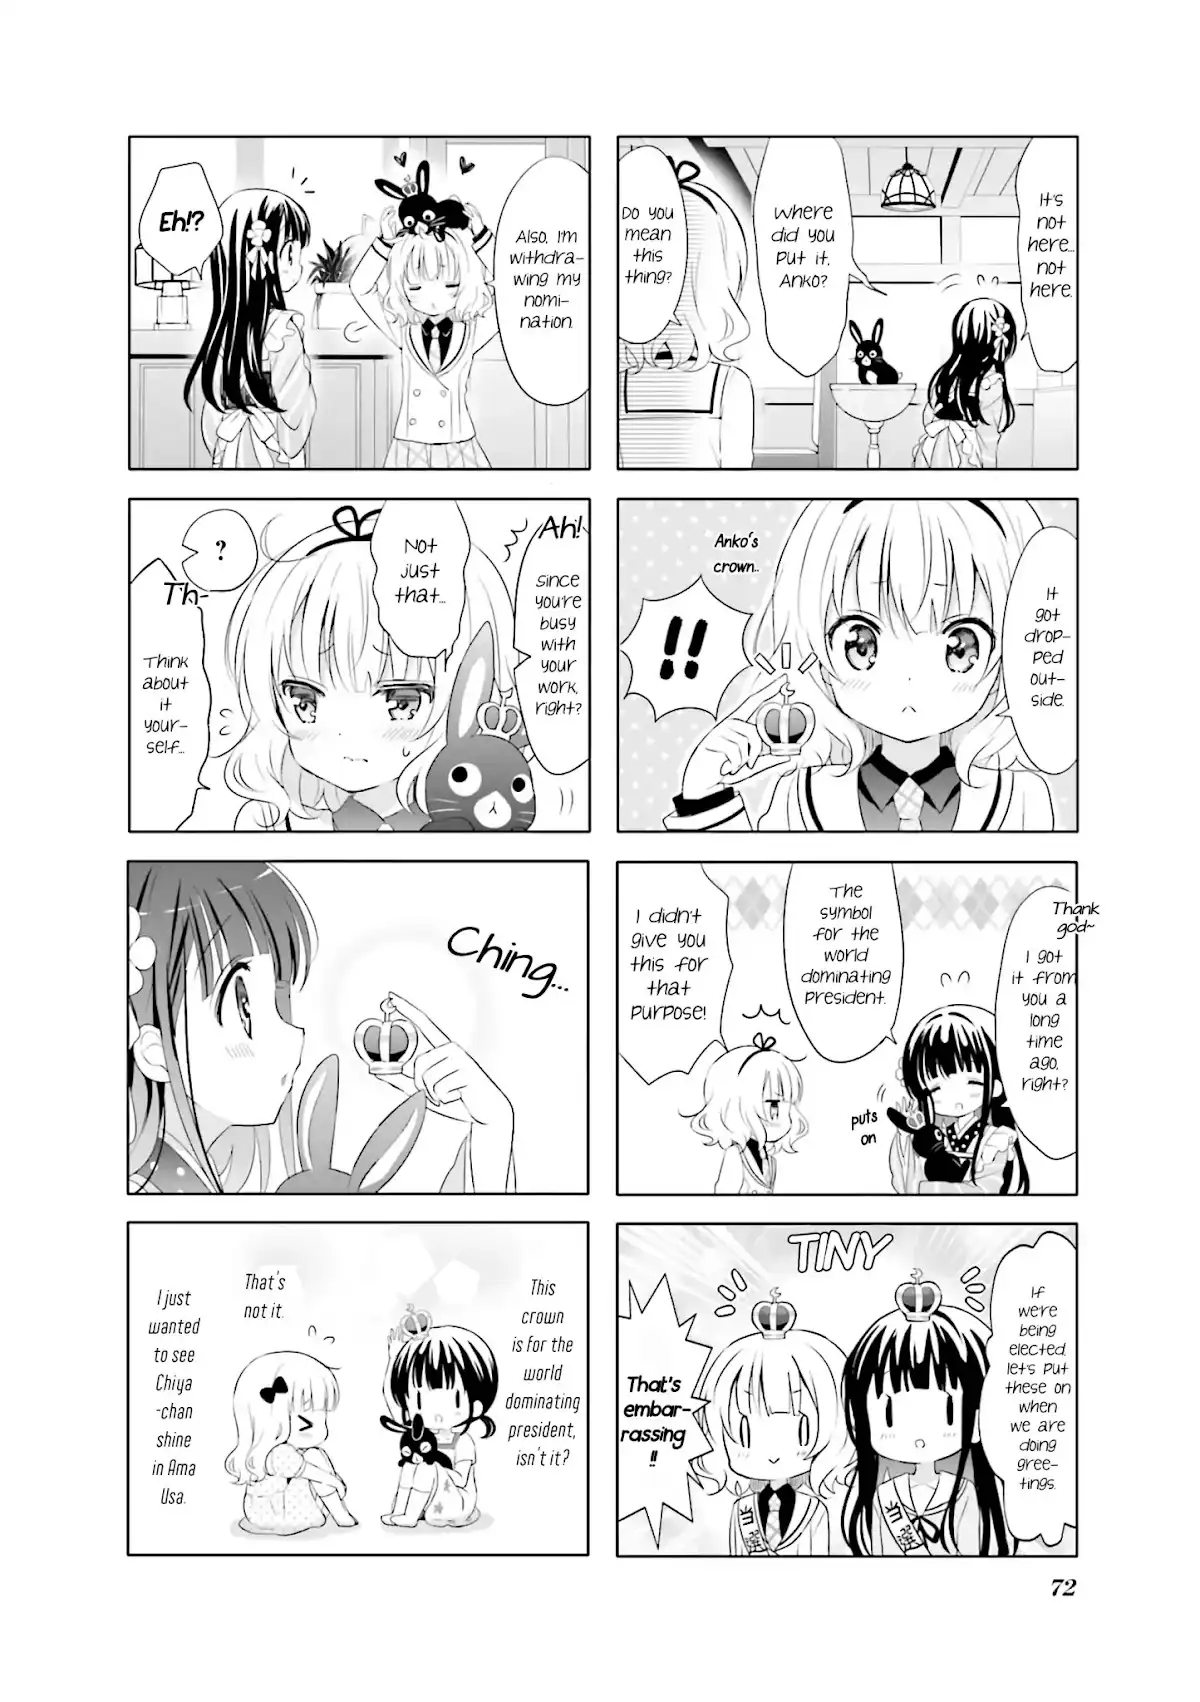 It's
not
here...
not
here.
Where
did you
put it,
Anko?
Do you
mean
this
thing?
It
got
drop-
ped
out-
side.
Anko's
crown..
!!
Thank
god~
I got
it from
you a
long
time
ago,
right?
The
symbol
for the
world
dominating
president.
I didn't
give you
this for
that
purpose!
puts
on
If
we're
being
elected,
let's put
these on
when
we are
doing
gree-
tings.
TINY
That's
embar-
rassing
!!
当選
当選
Also, I'm
withdra-
wing my
nomi-
nation.
Eh!?
Ah!
Since
you're
busy
with
your
work,
right?
Not
just
that...
?
Th-
Think
about
it
your-
self...
Ching...
This
crown
is for the
world
dominating
president,
isn't it?
That's
not it.
I just
wanted
to see
Chiya
-chan
shine
in Ama
Usa.
72